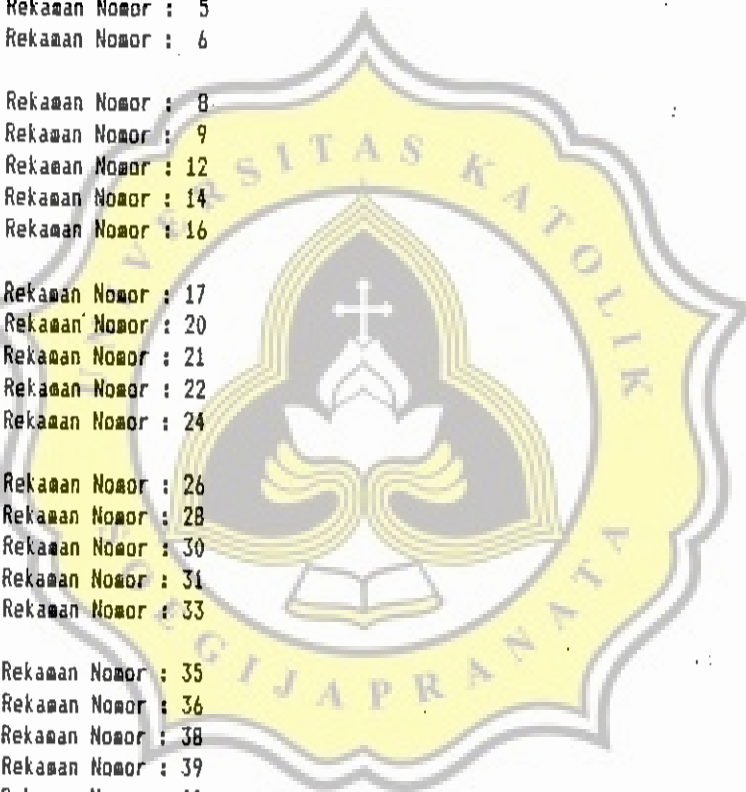 Rekaman Nomor : 5
Rekaman Nomor : 6
Rekaman Nomor : 8
Rekaman Nomor : 9
Rekaman Nomor : 12
Rekaman Nomor : 14
Rekaman Nomor : 16
Rekaman Nomor : 17
Rekaman Nomor : 20
Rekaman Nomor : 21
Rekaman Nomor : 22
Rekaman Nomor : 24
Rekaman Nomor : 26
Rekaman Nomor : 28
Rekaman Nomor : 30
Rekaman Nomor : 31
Rekaman Nomor : 33
Rekaman Nomor : 35
Rekaman Nomor : 36
Rekaman Nomor : 38
Rekaman Nomor : 39
UNIVERSITAS KATOLIK
SOEGIJAPRANATA